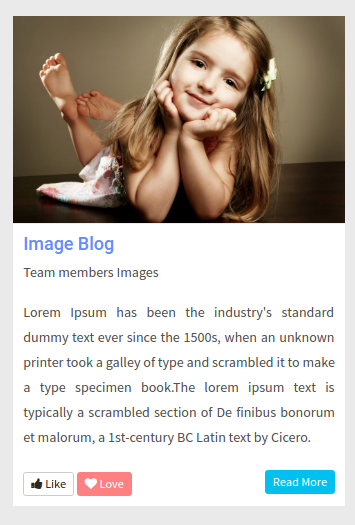 Image Blog
Team members Images
Lorem Ipsum has been the industry's standard
dummy text ever since the 1500s, when an unknown
printer took a galley of type and scrambled it to make
a type specimen book.The lorem ipsum text is
typically a scrambled section of De finibus bonorum
et malorum, a 1st-century BC Latin text by Cicero.
Like Love Read More